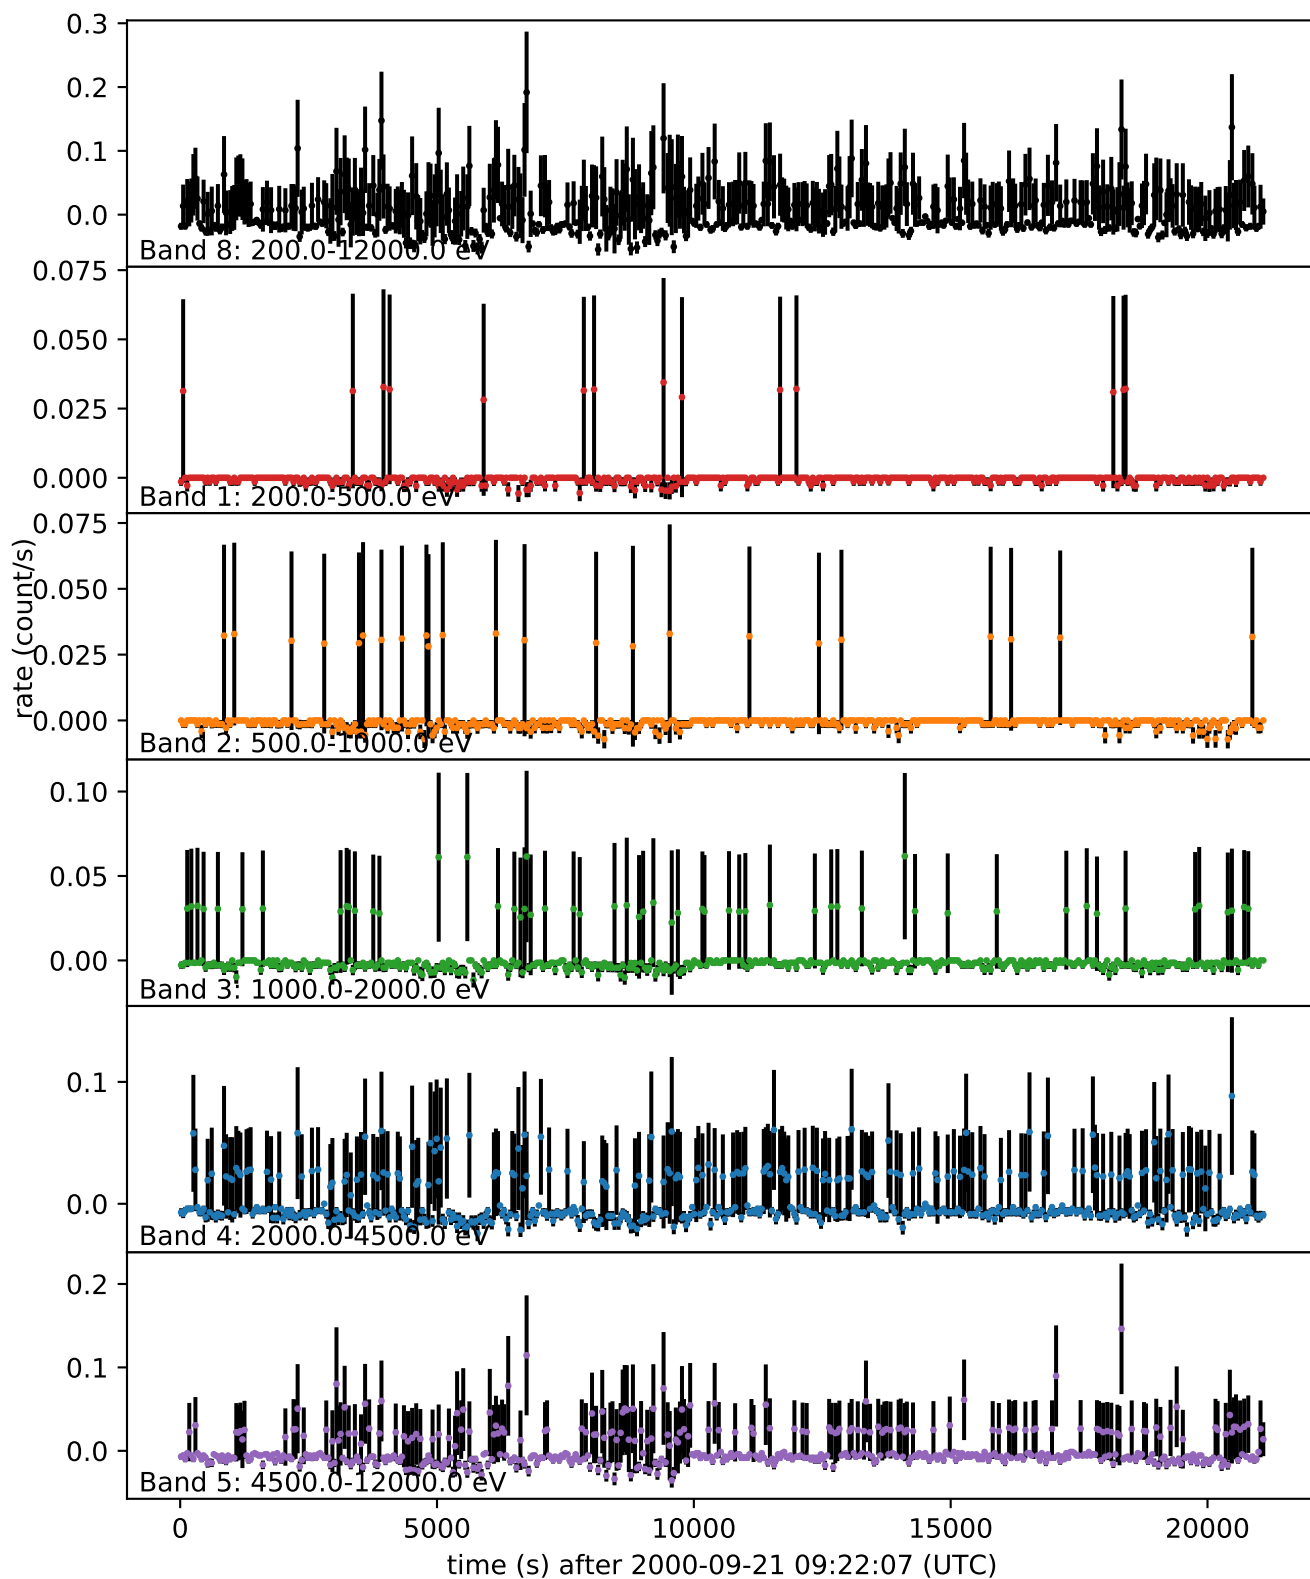 0.3
0.2
0.1
0.0
Band 8: 200.0-12000.0 eV
0.075
0.050
0.025
0.000
Band 1: 200.0-500.0 eV
0.075
0.050
0.025
0.000
Band 2: 500.0-1000.0 eV
rate (count/s)
0.10
0.05
0.00
Band 3: 1000.0-2000.0 eV
0.1
0.0
Band 4: 2000.0-4500.0 eV
0.2
0.1
0.0
Band 5: 4500.0-12000.0 eV
0 5000 10000 15000 20000
time (s) after 2000-09-21 09:22:07 (UTC)